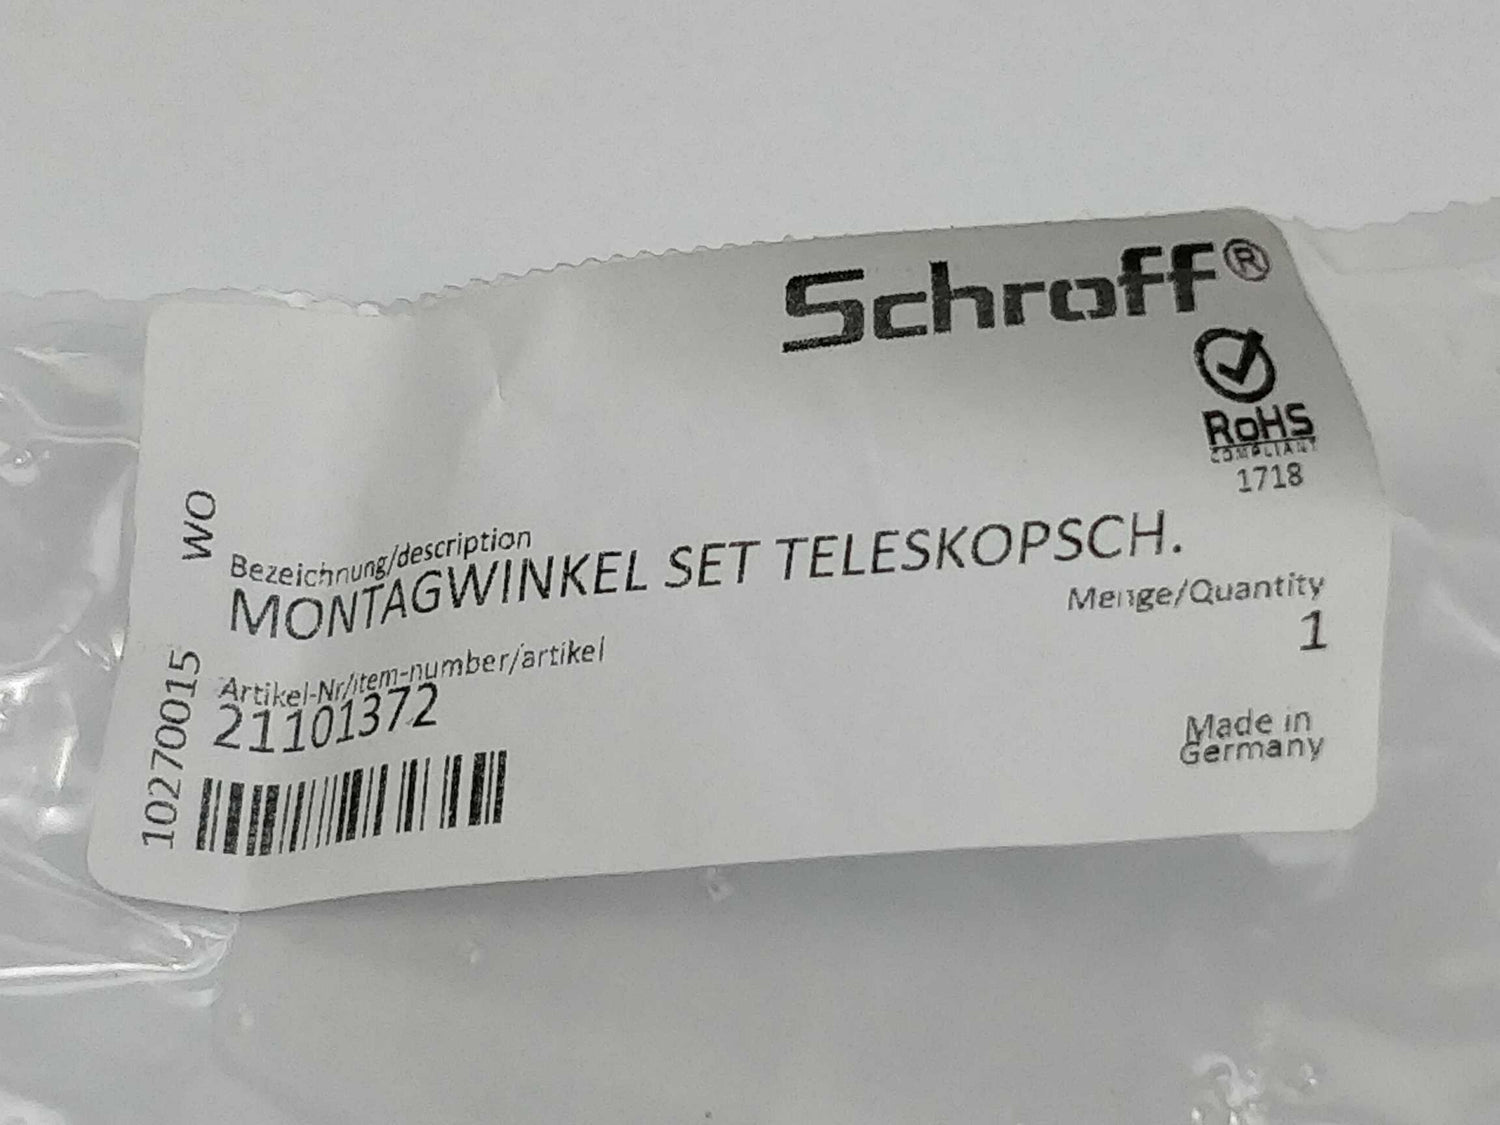 Schroff®
RoHS
COMPLIANT
1718
WO
10270015
Bezeichnung/description
MONTAGWINKEL SET TELESKOPSCH.
Menge/Quantity
1
Artikel-Nr/item-number/artikel
21101372
Made in
Germany